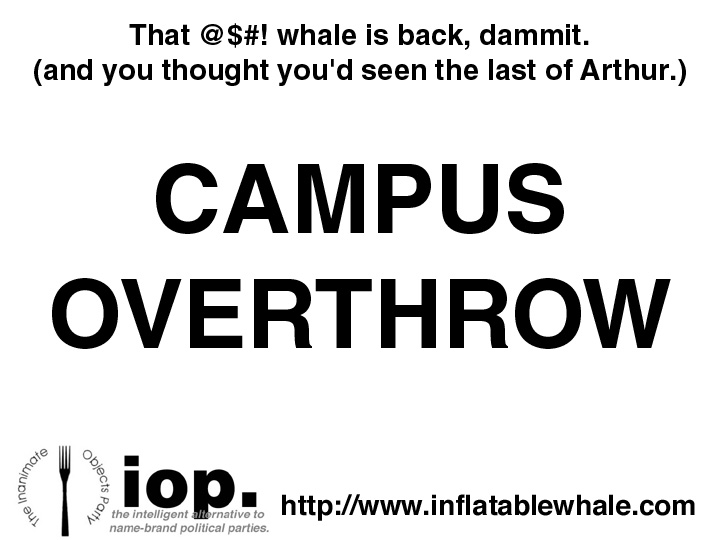 That @$#! whale is back, dammit.
(and you thought you'd seen the last of Arthur.)
CAMPUS
OVERTHROW
the Inanimate
Objects Party
iop.
the intelligent alternative to
name-brand political parties.
http://www.inflatablewhale.com